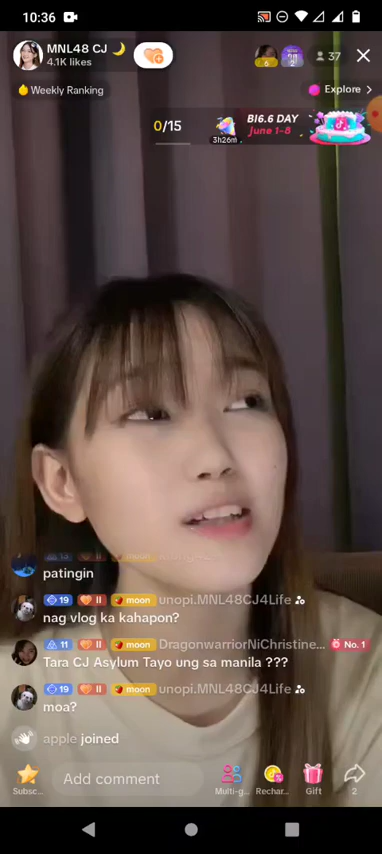 10:36
MNL48 CJ 🌙
4.1K likes
37
Weekly Ranking
Explore >
0/15
BI6.6 DAY
June 1-8
3h26m
patingin
19 II moon unopi.MNL48CJ4Life
nag vlog ka kahapon?
11 II moon DragonwarriorNiChristine... No. 1
Tara CJ Asylum Tayo ung sa manila ???
19 II moon unopi.MNL48CJ4Life
moa?
apple joined
Add comment
Subsc... Multi-g... Rechar... Gift 2